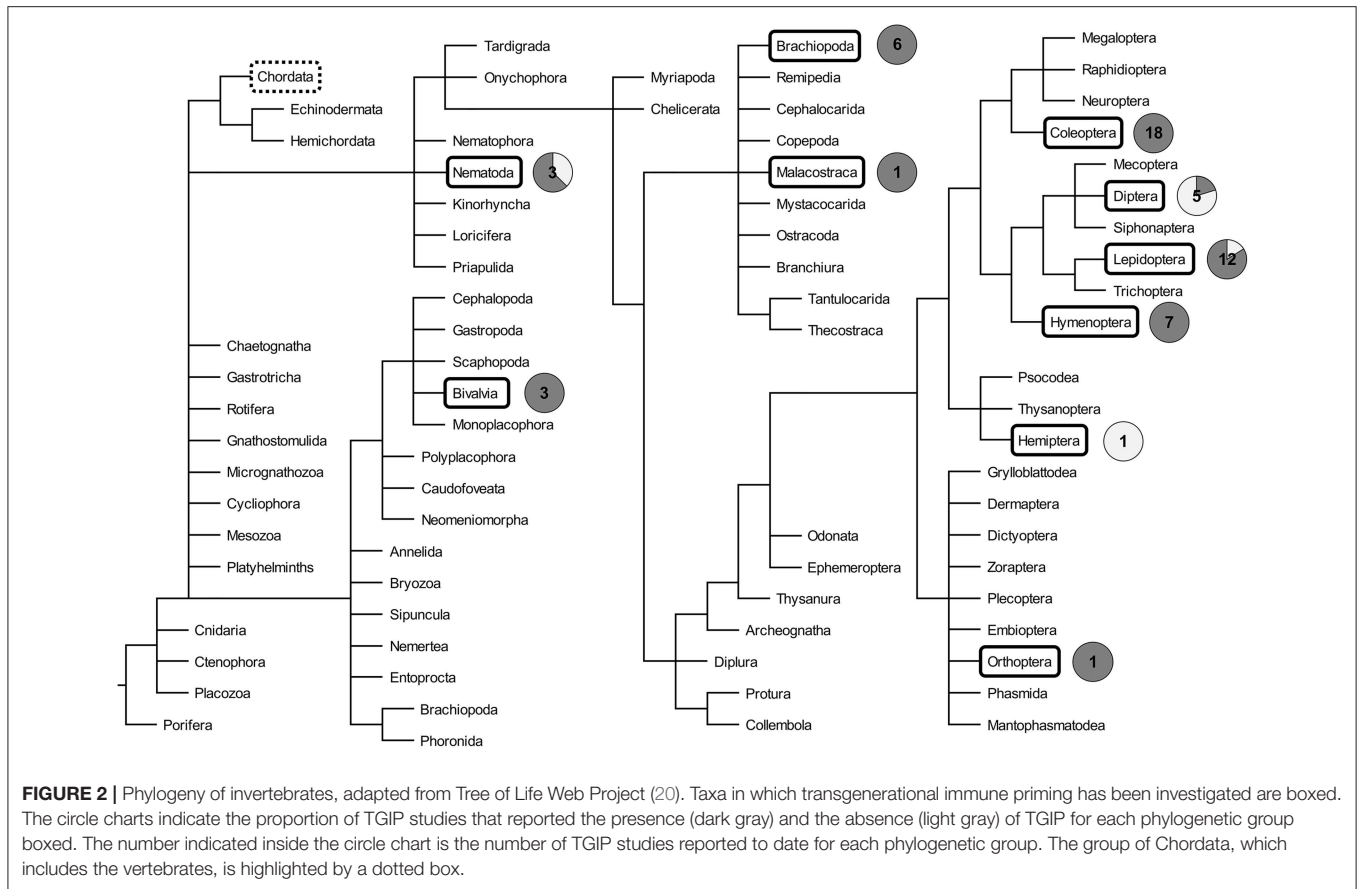 Chordata
Echinodermata
Hemichordata
Tardigrada
Onychophora
Nematophora
Nematoda 3
Kinorhyncha
Loricifera
Priapulida
Chaetognatha
Gastrotricha
Rotifera
Gnathostomulida
Micrognathozoa
Cycliophora
Mesozoa
Platyhelminths
Cnidaria
Ctenophora
Placozoa
Porifera
Cephalopoda
Gastropoda
Scaphopoda
Bivalvia 3
Monoplacophora
Polyplacophora
Caudofoveata
Neomeniomorpha
Annelida
Bryozoa
Sipuncula
Nemertea
Entoprocta
Brachiopoda
Phoronida
Myriapoda
Chelicerata
Brachiopoda 6
Remipedia
Cephalocarida
Copepoda
Malacostraca 1
Mystacocarida
Ostracoda
Branchiura
Tantulocarida
Thecostraca
Odonata
Ephemeroptera
Thysanura
Archeognatha
Diplura
Protura
Collembola
Megaloptera
Raphidioptera
Neuroptera
Coleoptera 18
Mecoptera
Diptera 5
Siphonaptera
Lepidoptera 12
Trichoptera
Hymenoptera 7
Psocodea
Thysanoptera
Hemiptera 1
Grylloblattodea
Dermaptera
Dictyoptera
Zoraptera
Plecoptera
Embioptera
Orthoptera 1
Phasmida
Mantophasmatodea
FIGURE 2 | Phylogeny of invertebrates, adapted from Tree of Life Web Project (20). Taxa in which transgenerational immune priming has been investigated are boxed.
The circle charts indicate the proportion of TGIP studies that reported the presence (dark gray) and the absence (light gray) of TGIP for each phylogenetic group
boxed. The number indicated inside the circle chart is the number of TGIP studies reported to date for each phylogenetic group. The group of Chordata, which
includes the vertebrates, is highlighted by a dotted box.